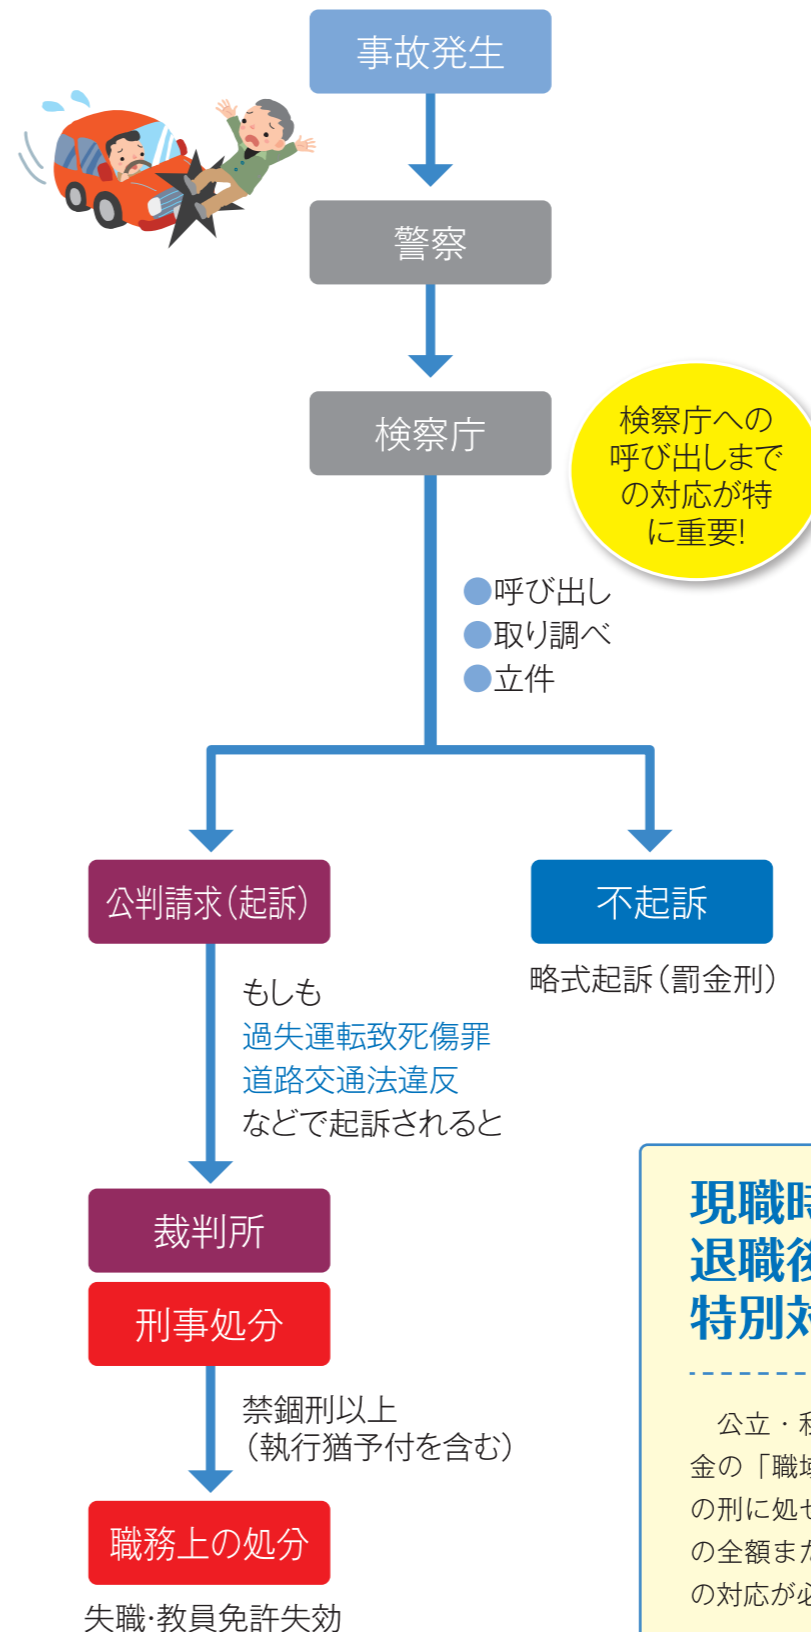 事故発生
警察
検察庁
検察庁への
呼び出しまで
の対応が特
に重要!
●呼び出し
●取り調べ
●立件
公判請求(起訴)
不起訴
略式起訴(罰金刑)
もしも
過失運転致死傷罪
道路交通法違反
などで起訴されると
裁判所
刑事処分
禁錮刑以上
(執行猶予付を含む)
職務上の処分
失職・教員免許失効
現職
退職後
特別
公立・私
金の「職域
の刑に処せ
の全額また
の対応が必